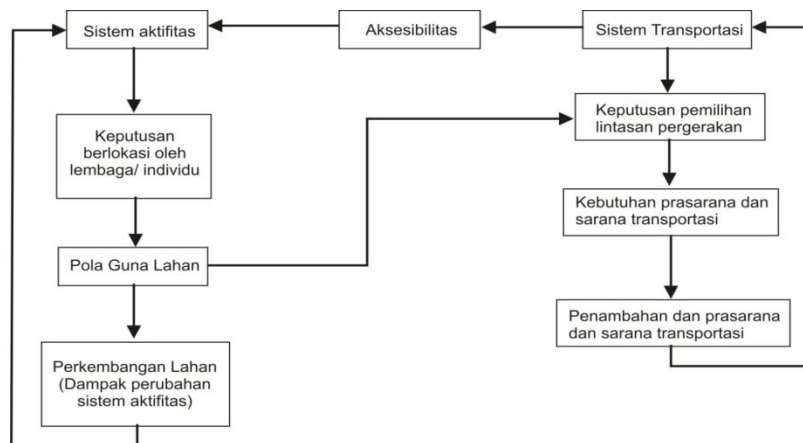 Sistem aktifitas
Aksesibilitas
Sistem Transportasi
Keputusan
berlokasi oleh
lembaga/ individu
Keputusan pemilihan
lintasan pergerakan
Kebutuhan prasarana dan
sarana transportasi
Pola Guna Lahan
Penambahan dan prasarana
dan sarana transportasi
Perkembangan Lahan
(Dampak perubahan
sistem aktifitas)